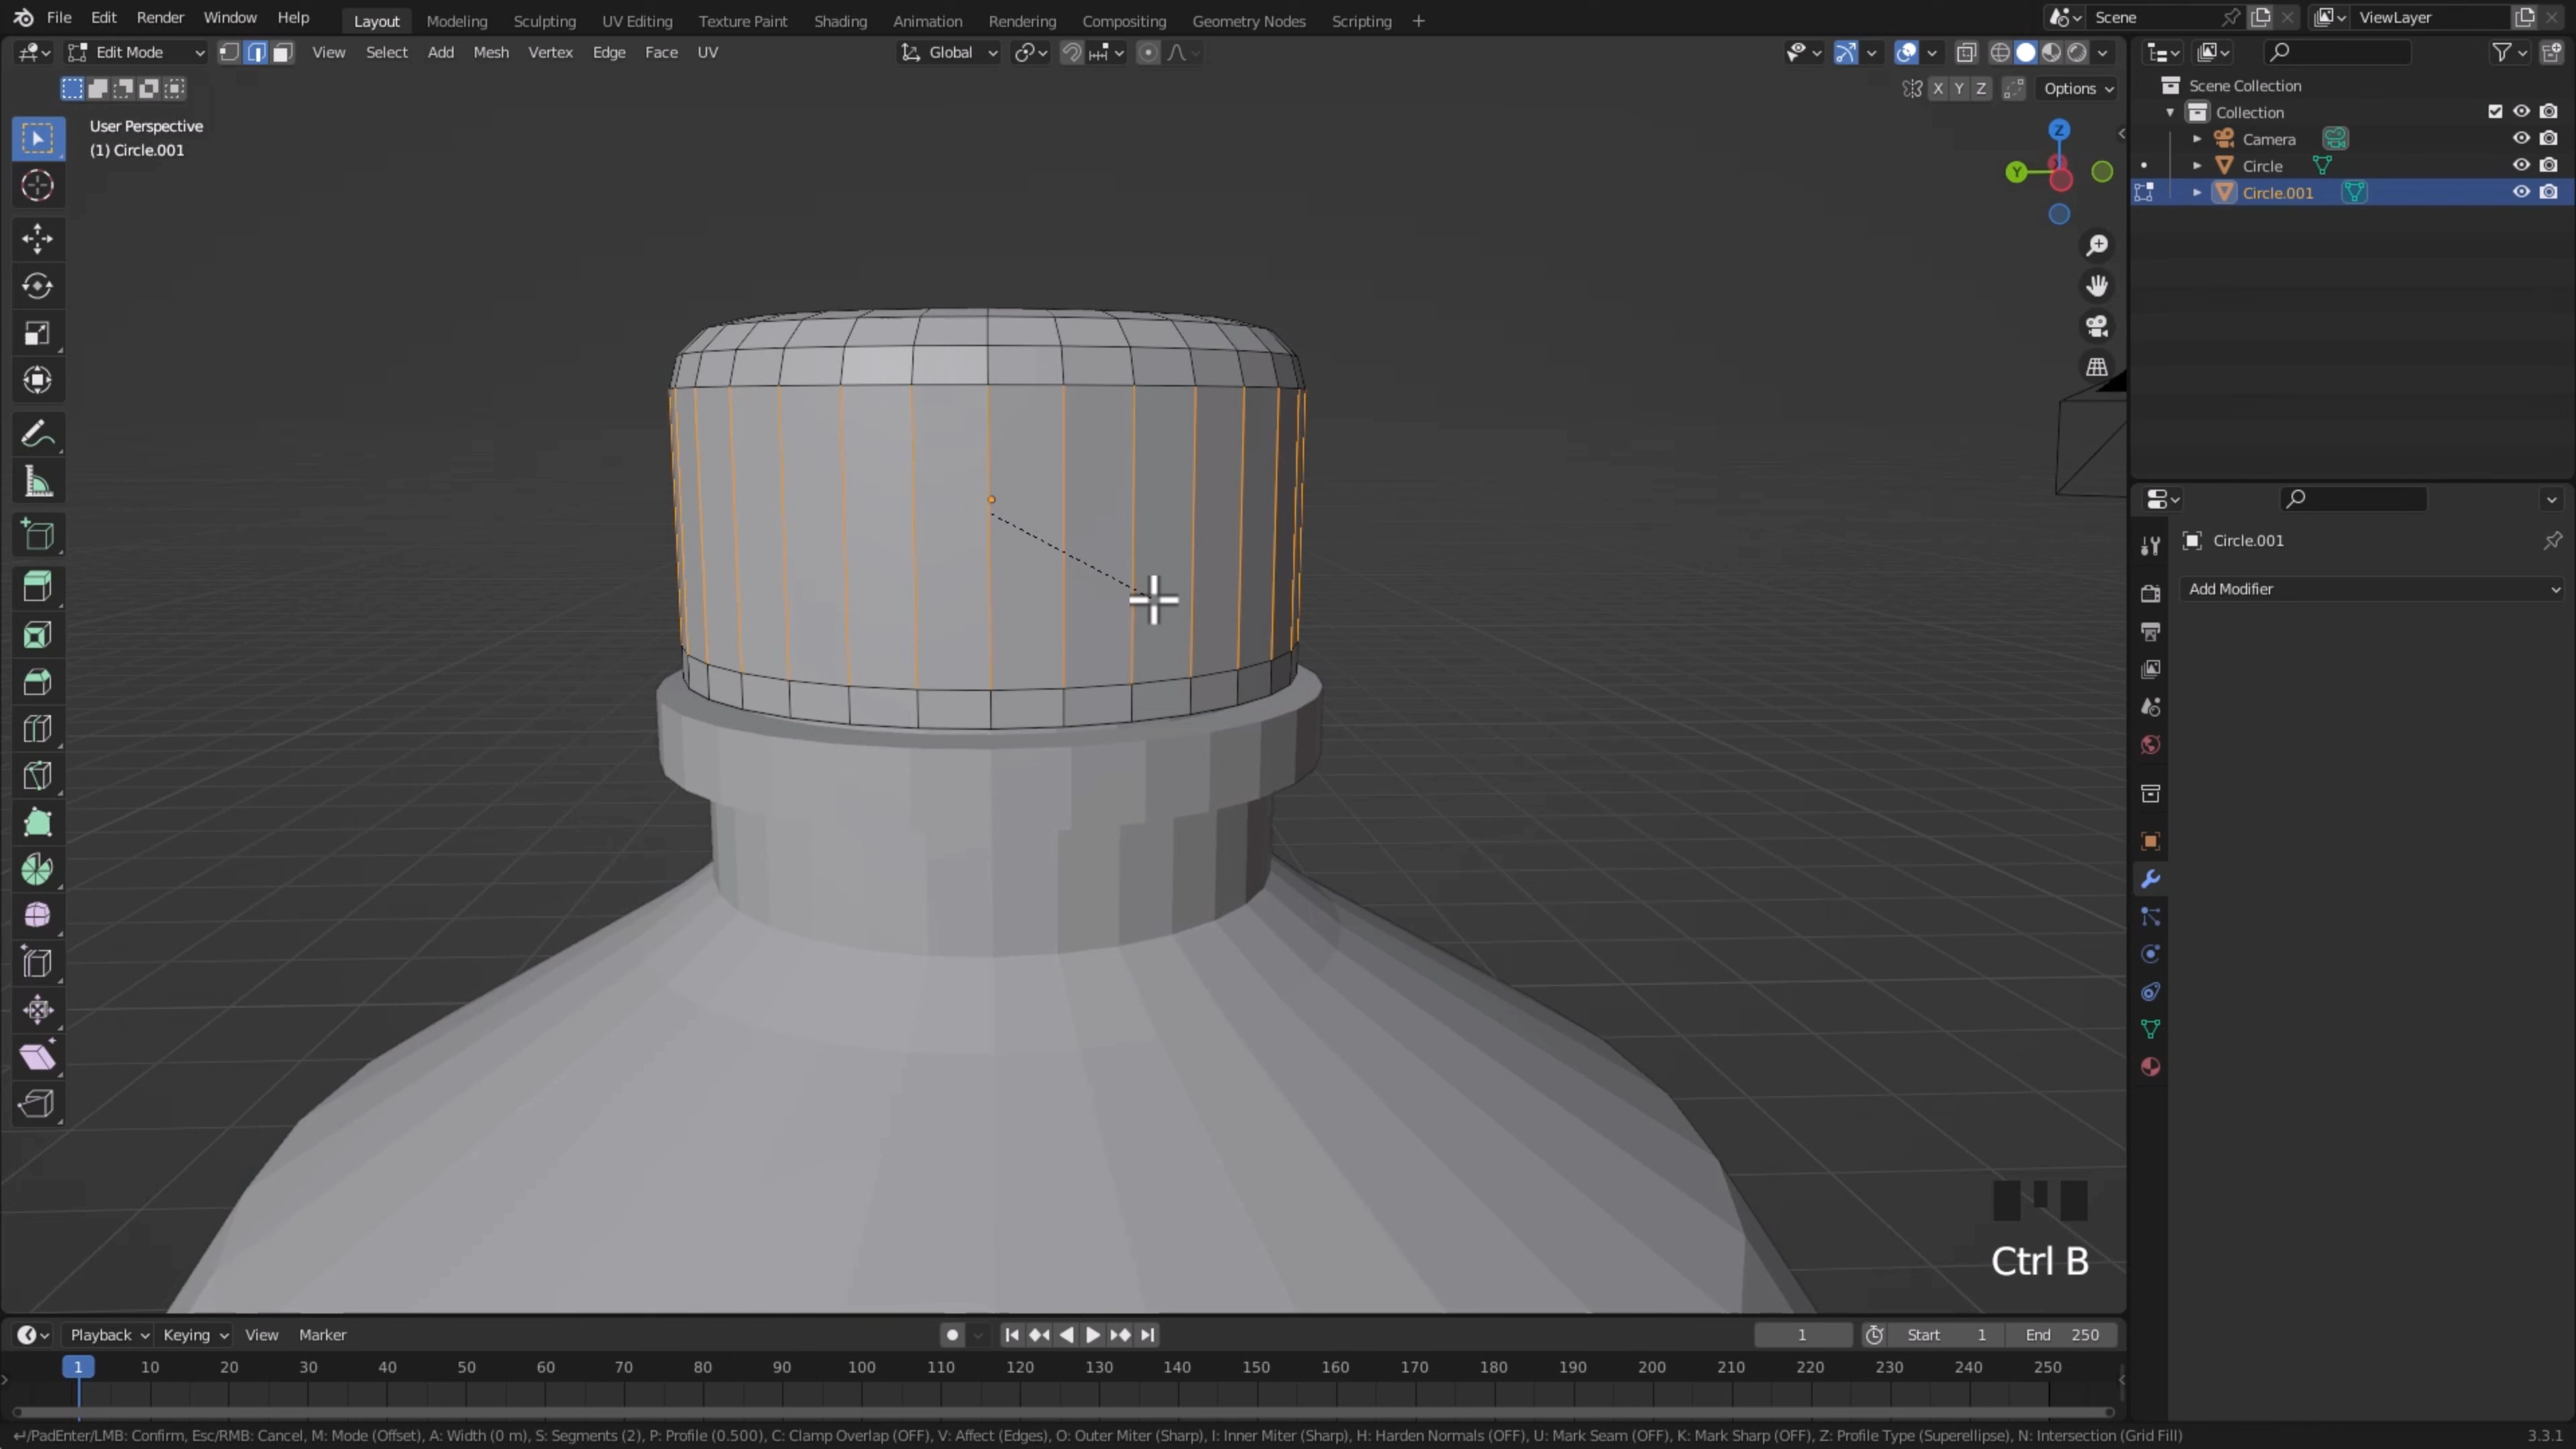 File Edit Render Window Help Layout Modeling Sculpting UV Editing Texture Paint Shading Animation Rendering Compositing Geometry Nodes Scripting + Scene ViewLayer
Edit Mode View Select Add Mesh Vertex Edge Face UV Global
X Y Z Options
User Perspective
(1) Circle.001
Z
Y
Scene Collection
Collection
Camera
Circle
Circle.001
Circle.001
Add Modifier
Ctrl B
Playback Keying View Marker 1 Start 1 End 250
1 10 20 30 40 50 60 70 80 90 100 110 120 130 140 150 160 170 180 190 200 210 220 230 240 250
↵/PadEnter/LMB: Confirm, Esc/RMB: Cancel, M: Mode (Offset), A: Width (0 m), S: Segments (2), P: Profile (0.500), C: Clamp Overlap (OFF), V: Affect (Edges), O: Outer Miter (Sharp), I: Inner Miter (Sharp), H: Harden Normals (OFF), U: Mark Seam (OFF), K: Mark Sharp (OFF), Z: Profile Type (Superellipse), N: Intersection (Grid Fill) 3.3.1